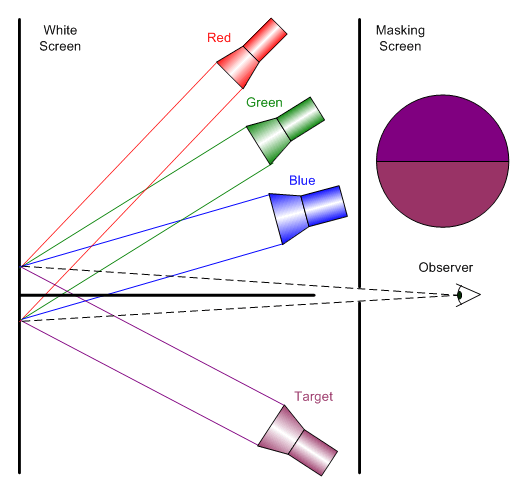 White
Screen
Red
Masking
Screen
Green
Blue
Observer
Target